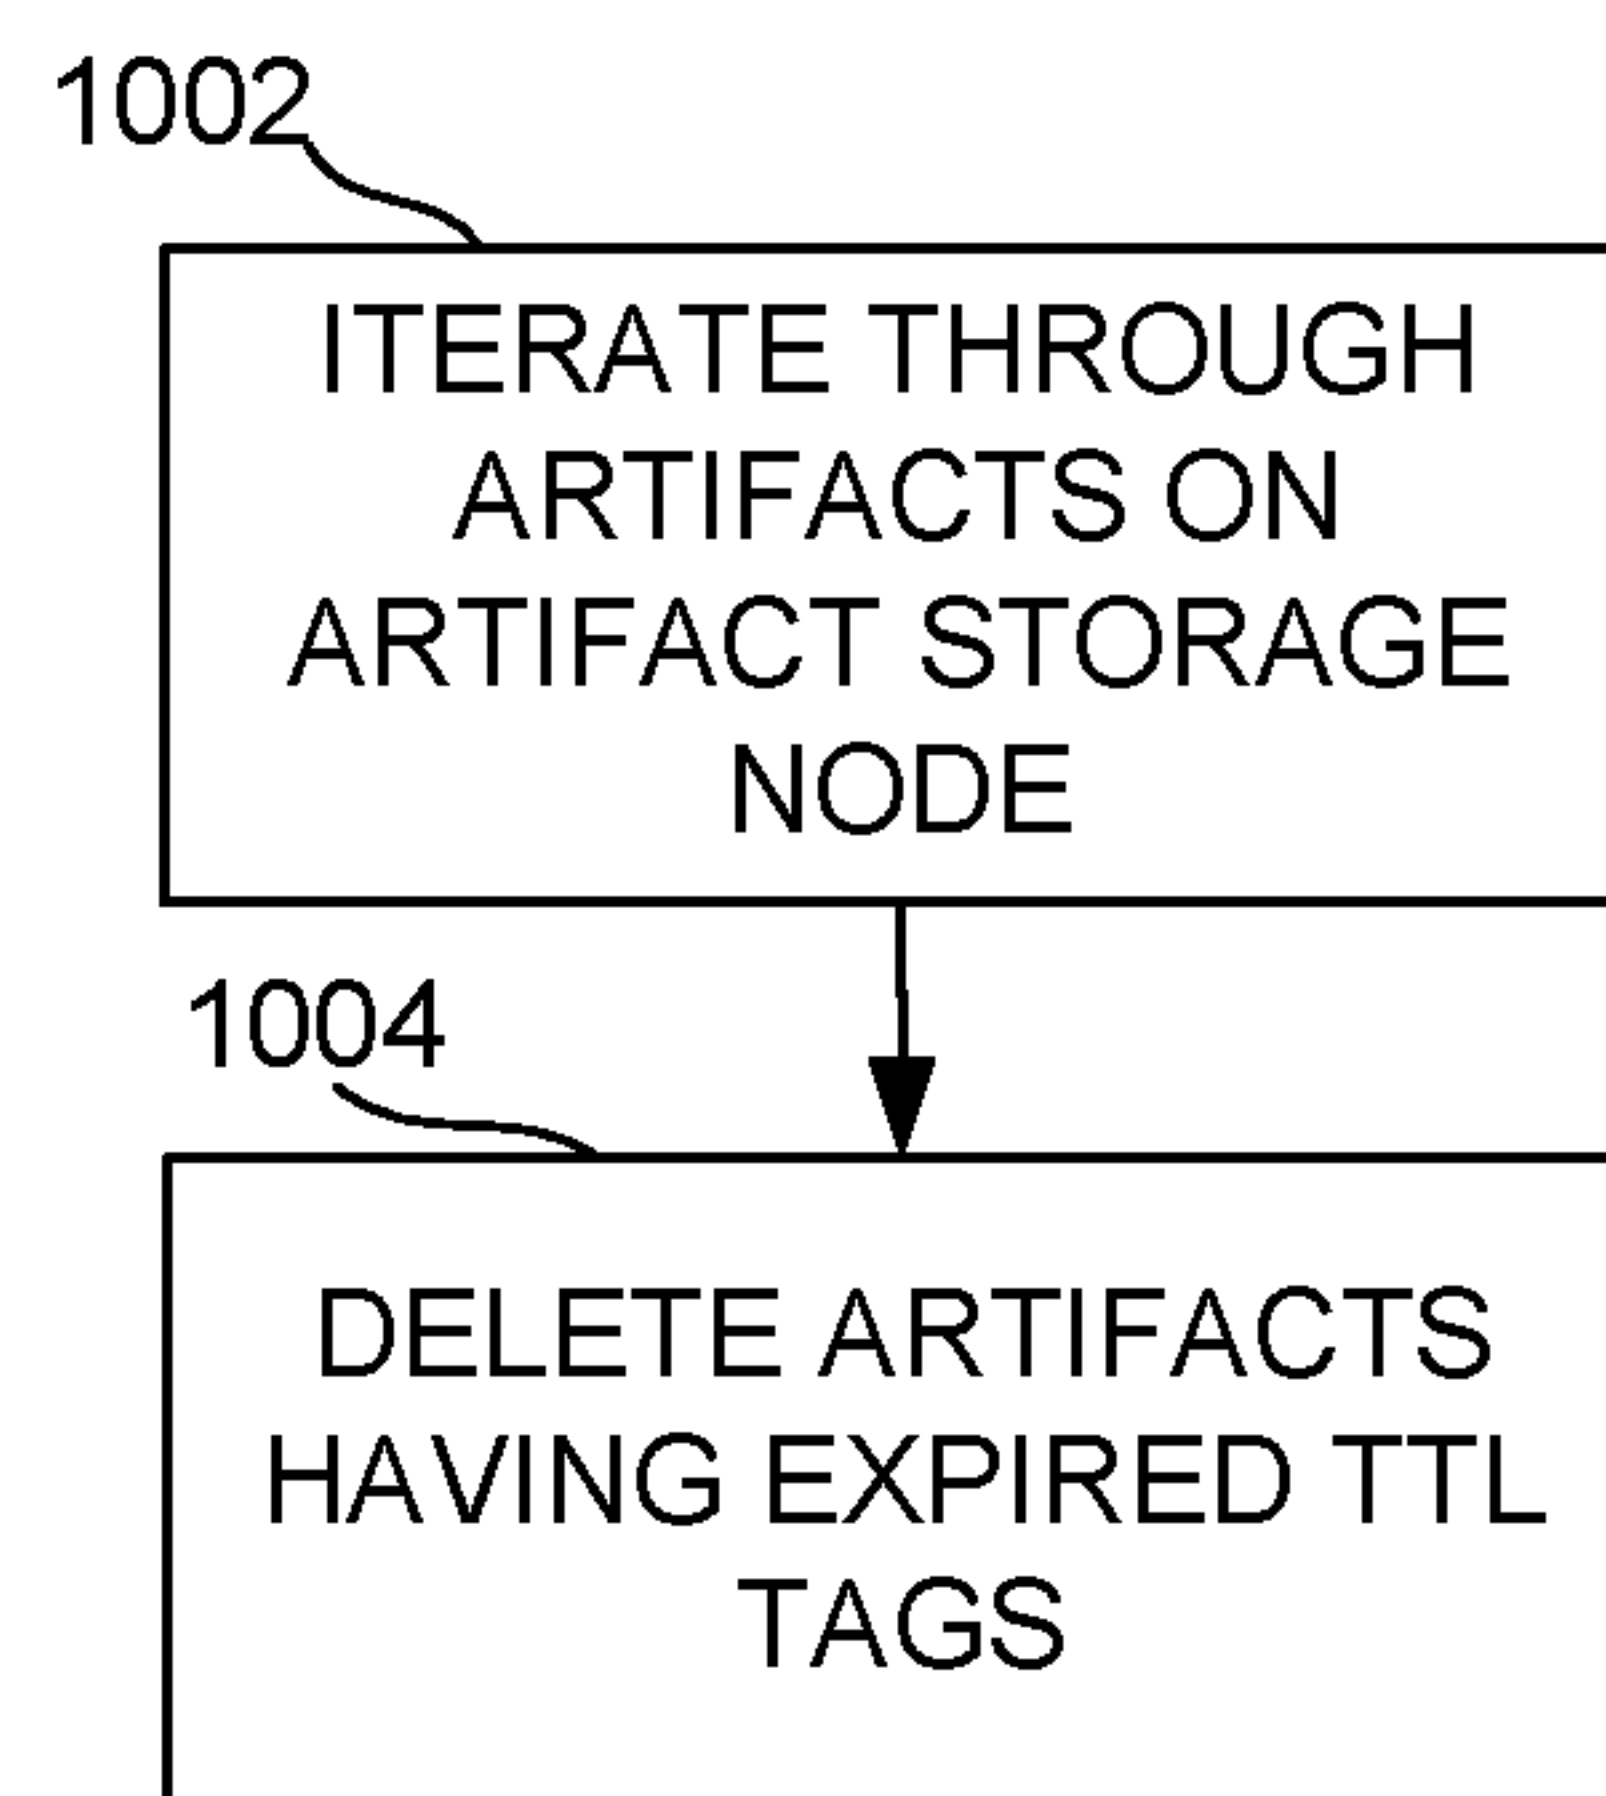 1002
ITERATE THROUGH
ARTIFACTS ON
ARTIFACT STORAGE
NODE
1004
DELETE ARTIFACTS
HAVING EXPIRED TTL
TAGS